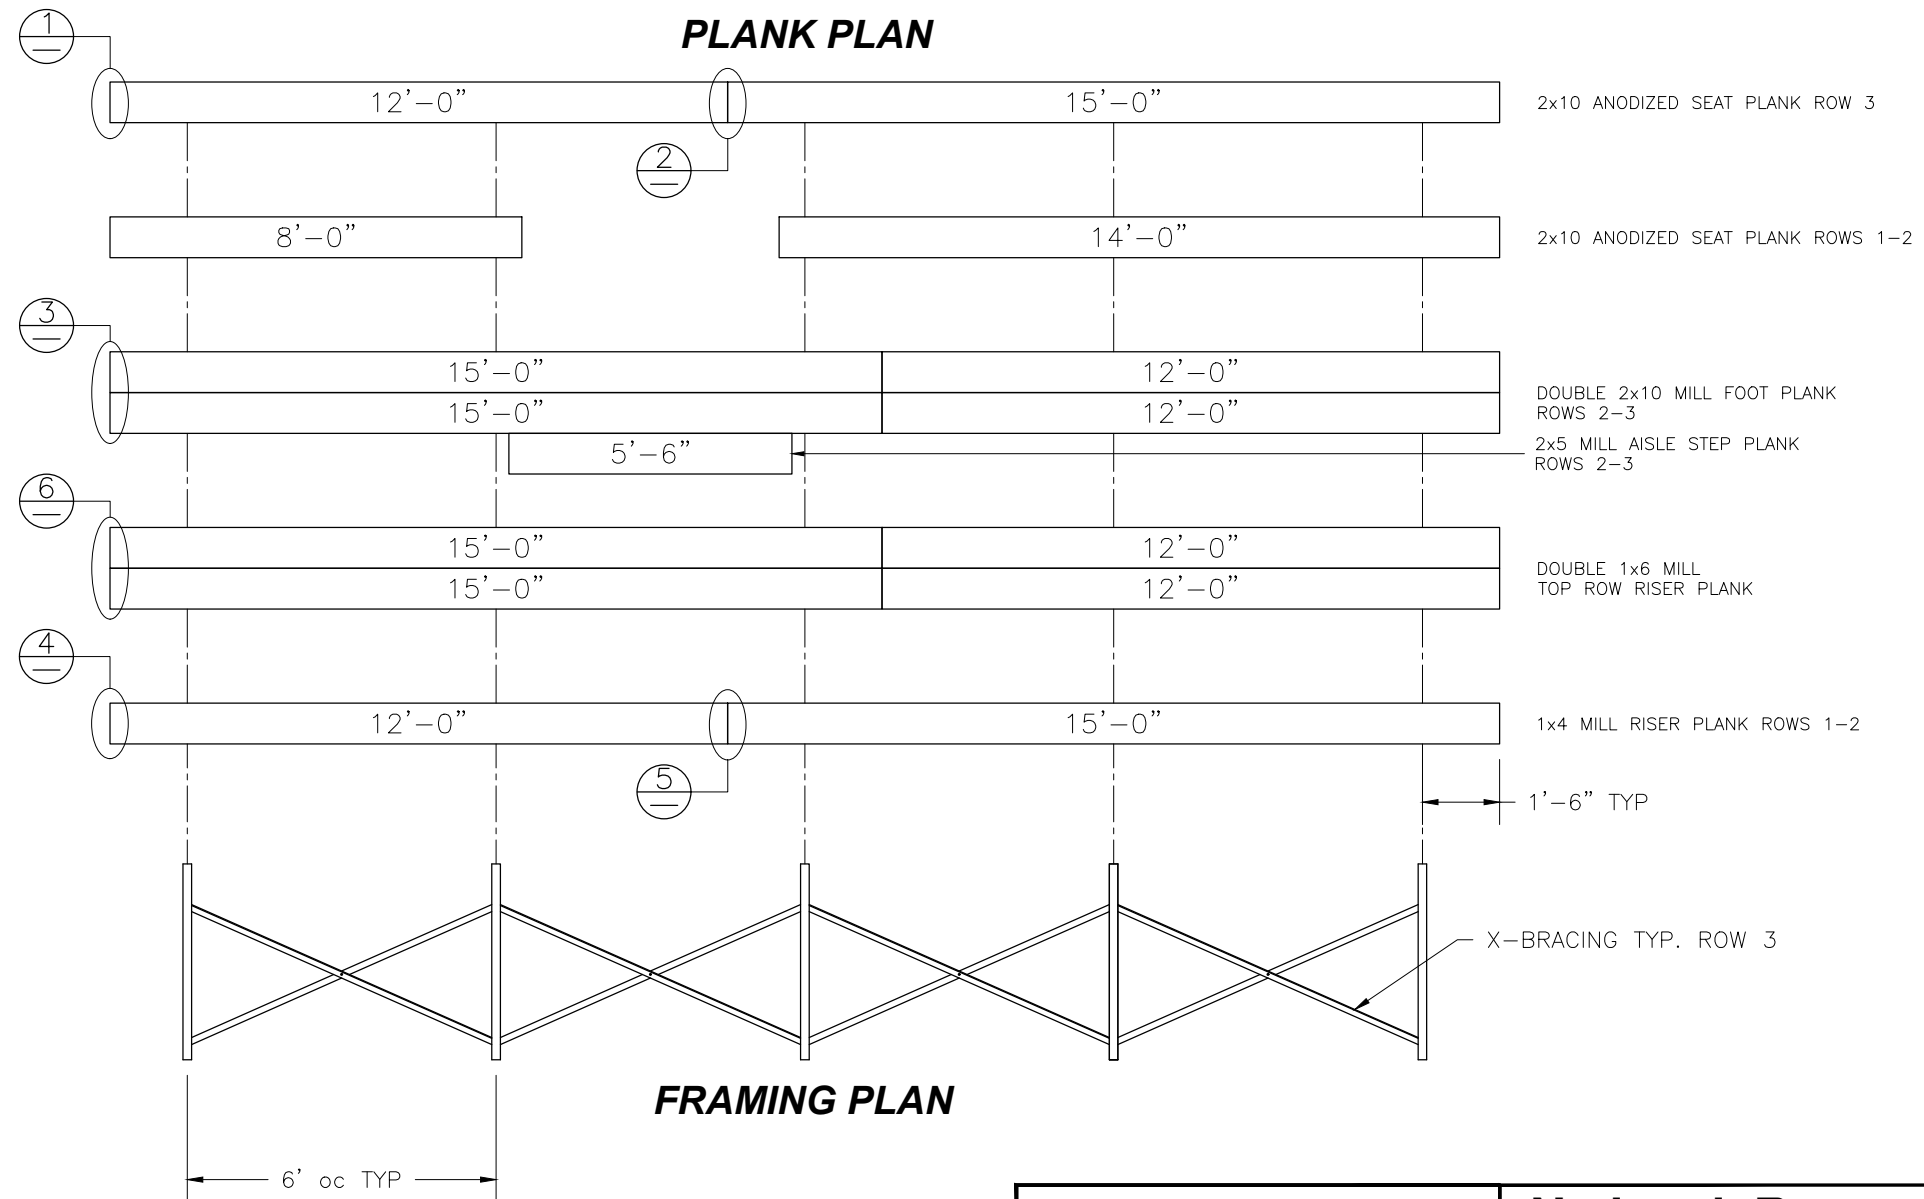 PLANK PLAN
1
12'-0"
15'-0"
2x10 ANODIZED SEAT PLANK ROW 3
2
8'-0"
14'-0"
2x10 ANODIZED SEAT PLANK ROWS 1-2
3
15'-0"
12'-0"
15'-0"
12'-0"
DOUBLE 2x10 MILL FOOT PLANK
ROWS 2-3
5'-6"
2x5 MILL AISLE STEP PLANK
ROWS 2-3
6
15'-0"
12'-0"
15'-0"
12'-0"
DOUBLE 1x6 MILL
TOP ROW RISER PLANK
4
12'-0"
15'-0"
1x4 MILL RISER PLANK ROWS 1-2
5
1'-6" TYP
X-BRACING TYP. ROW 3
FRAMING PLAN
6' oc TYP